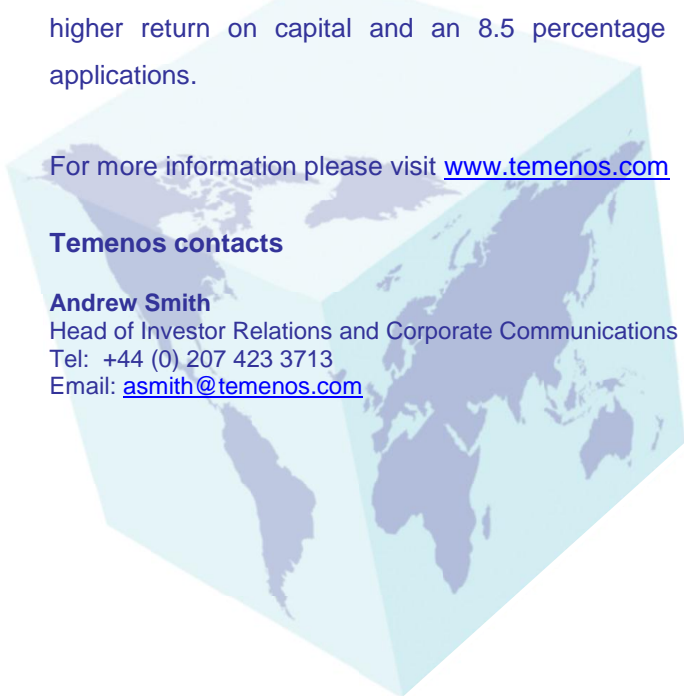 higher return on capital and an 8.5 percentage
applications.
For more information please visit www.temenos.com
Temenos contacts
Andrew Smith
Head of Investor Relations and Corporate Communications
Tel: +44 (0) 207 423 3713
Email: asmith@temenos.com